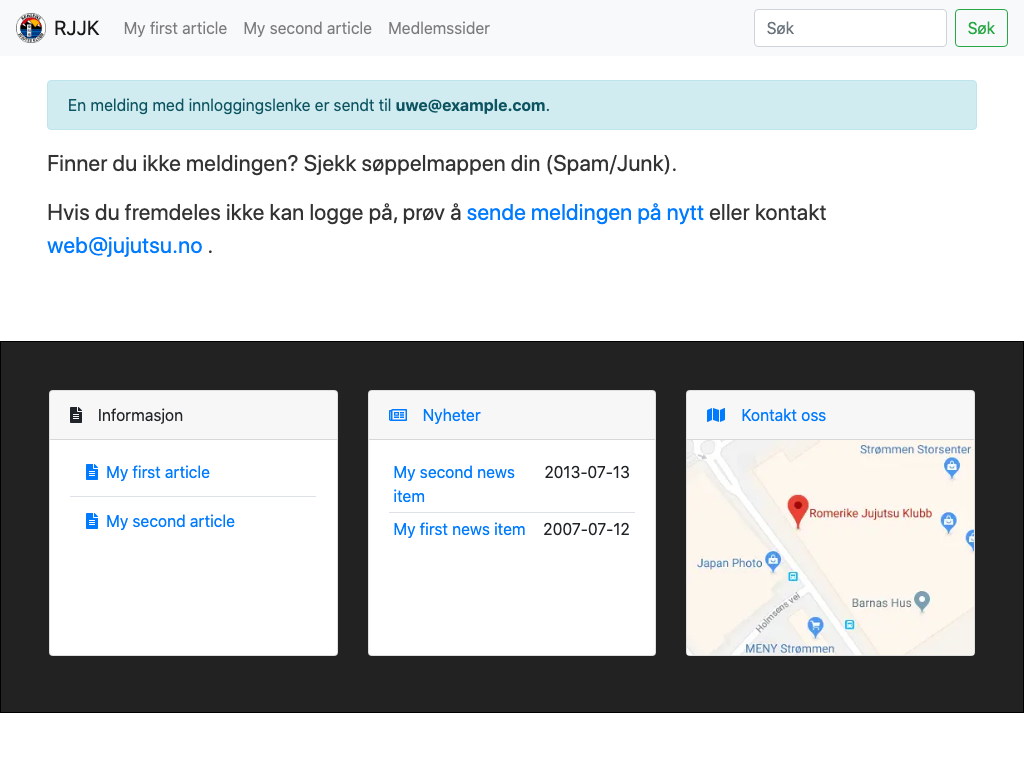 RJJK My first article My second article Medlemssider Søk Søk
En melding med innloggingslenke er sendt til uwe@example.com.
Finner du ikke meldingen? Sjekk søppelmappen din (Spam/Junk).
Hvis du fremdeles ikke kan logge på, prøv å sende meldingen på nytt eller kontakt
web@jujutsu.no .
Informasjon
My first article
My second article
Nyheter
My second news 2013-07-13
item
My first news item 2007-07-12
Kontakt oss
Strømmen Storsenter
Romerike Jujutsu Klubb
Japan Photo
Barnas Hus
Holmsens vei
MENY Strømmen